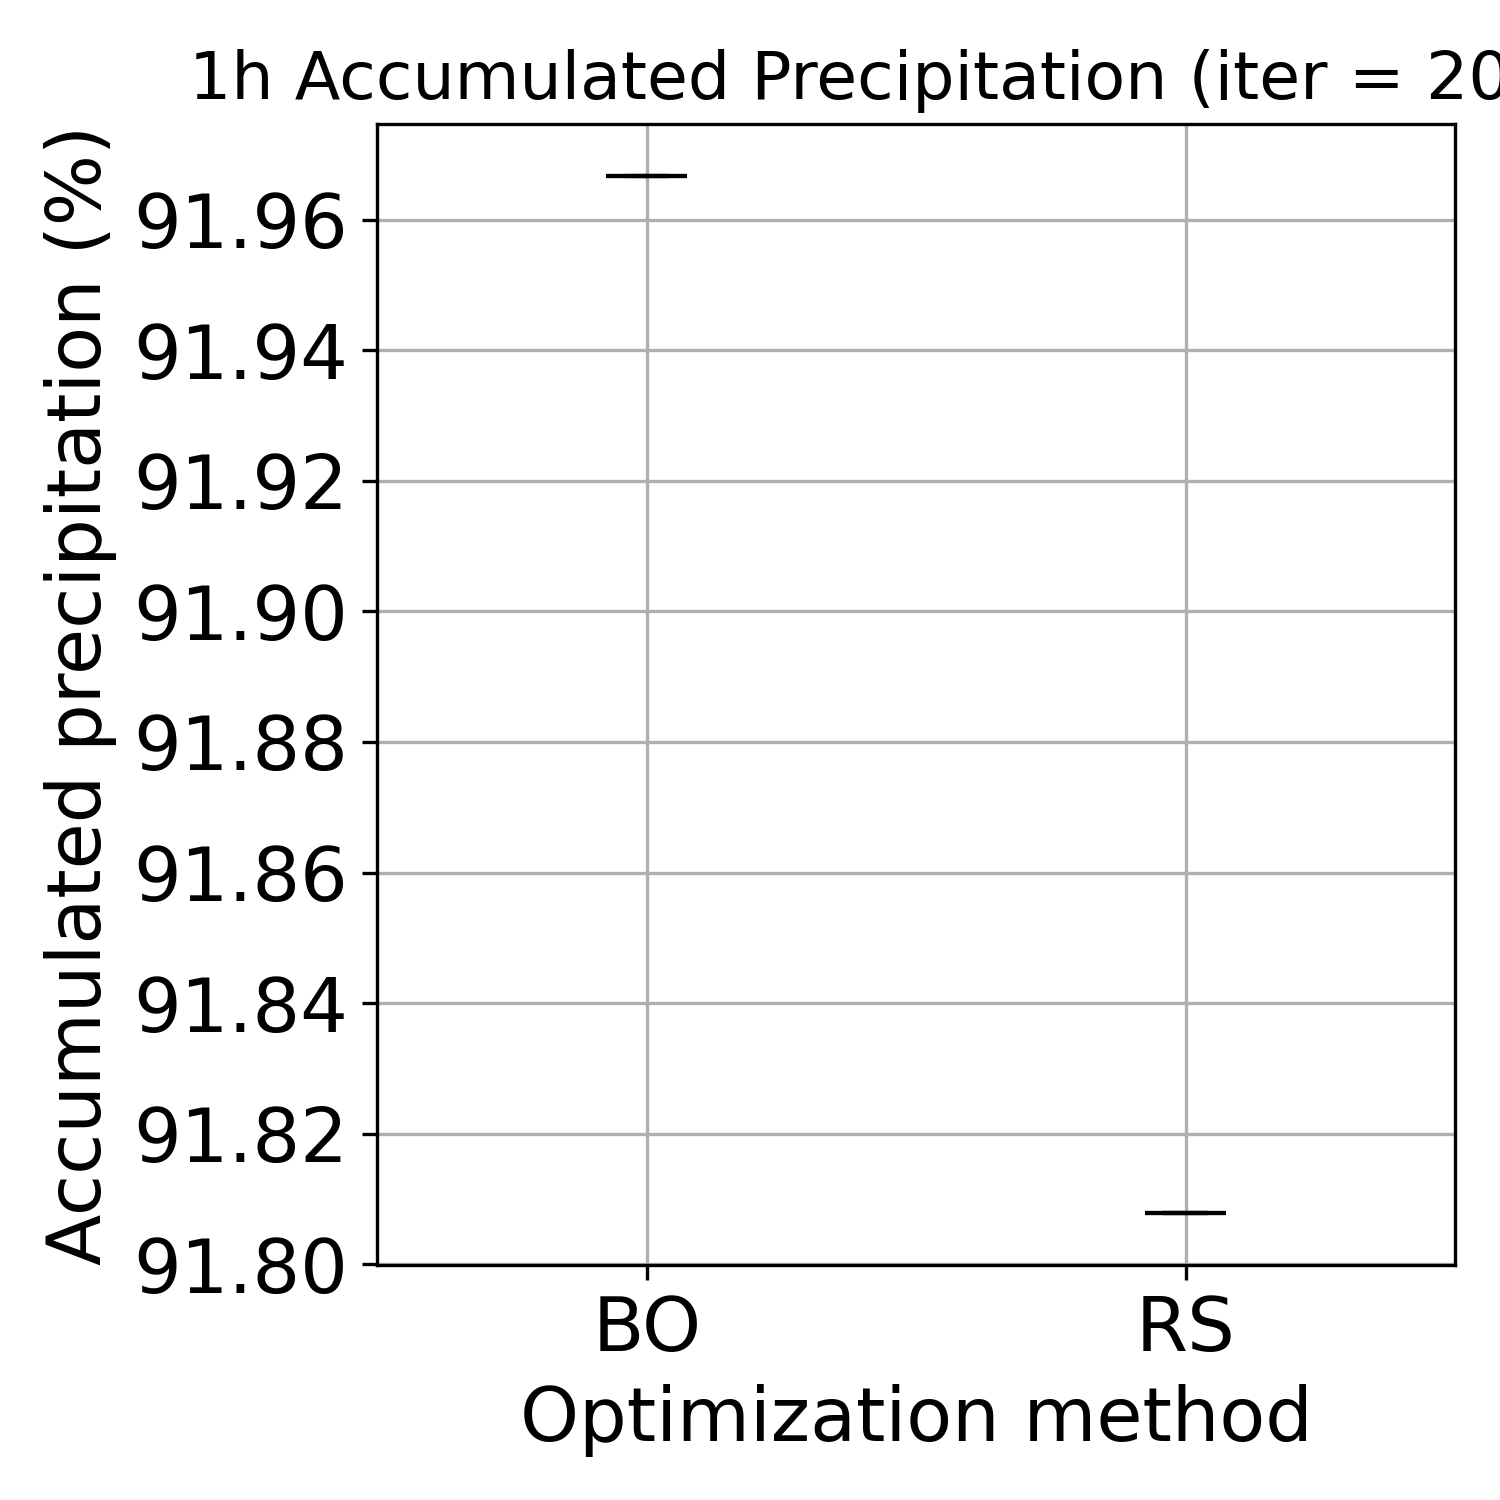 1h Accumulated Precipitation (iter = 20
Accumulated precipitation (%)
91.96
91.94
91.92
91.90
91.88
91.86
91.84
91.82
91.80
BO RS
Optimization method